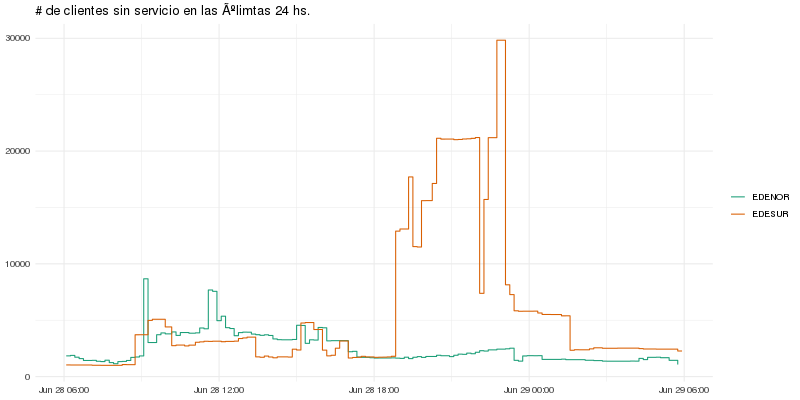 # de clientes sin servicio en las Ãºlimtas 24 hs.
30000
20000
10000
0
Jun 28 06:00
Jun 28 12:00
Jun 28 18:00
Jun 29 00:00
Jun 29 06:00
EDENOR
EDESUR